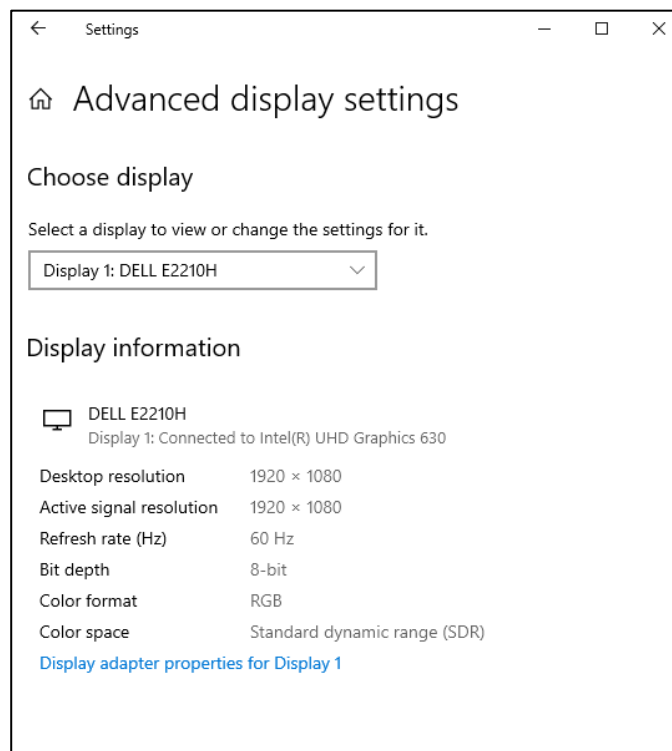 Settings
Advanced display settings
Choose display
Select a display to view or change the settings for it.
Display 1: DELL E2210H
Display information
DELL E2210H
Display 1: Connected to Intel(R) UHD Graphics 630
Desktop resolution 1920 × 1080
Active signal resolution 1920 × 1080
Refresh rate (Hz) 60 Hz
Bit depth 8-bit
Color format RGB
Color space Standard dynamic range (SDR)
Display adapter properties for Display 1